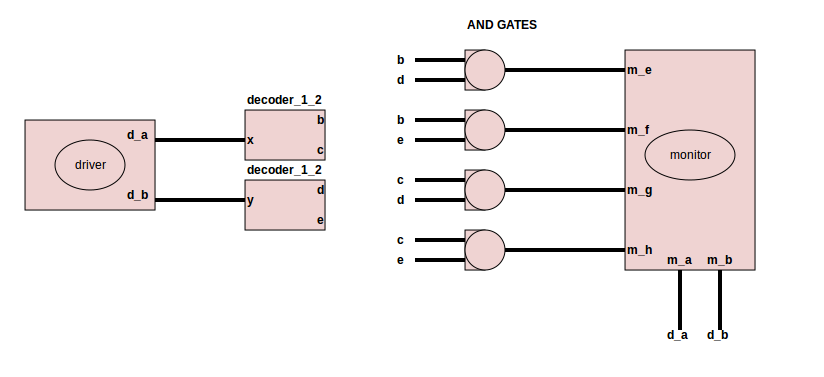 AND GATES
driver
d_a
d_b
decoder_1_2
x
b
c
decoder_1_2
y
d
e
b
d
b
e
c
d
c
e
m_e
m_f
m_g
m_h
monitor
m_a m_b
d_a d_b